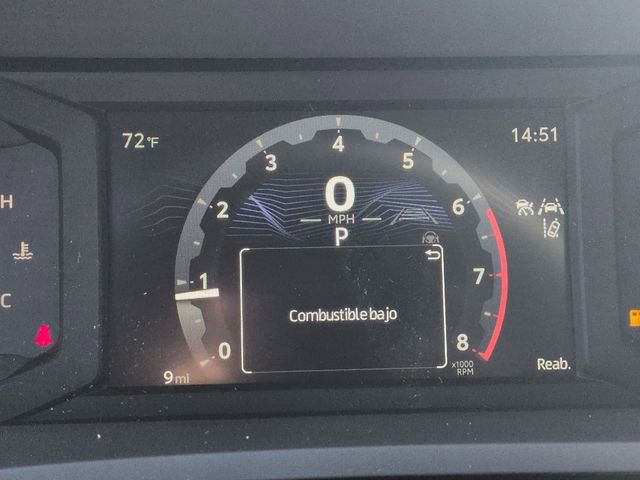 72°F
14:51
H
C
0
1
2
3
4
5
6
7
8
x1000
RPM
0
MPH
P
Combustible bajo
9 mi
Reab.